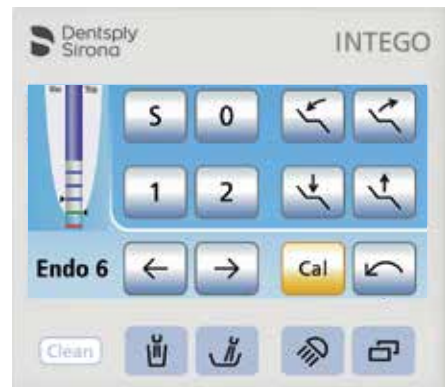 Dentsply
Sirona
INTEGO
S 0
1 2
Endo 6
Cal
Clean